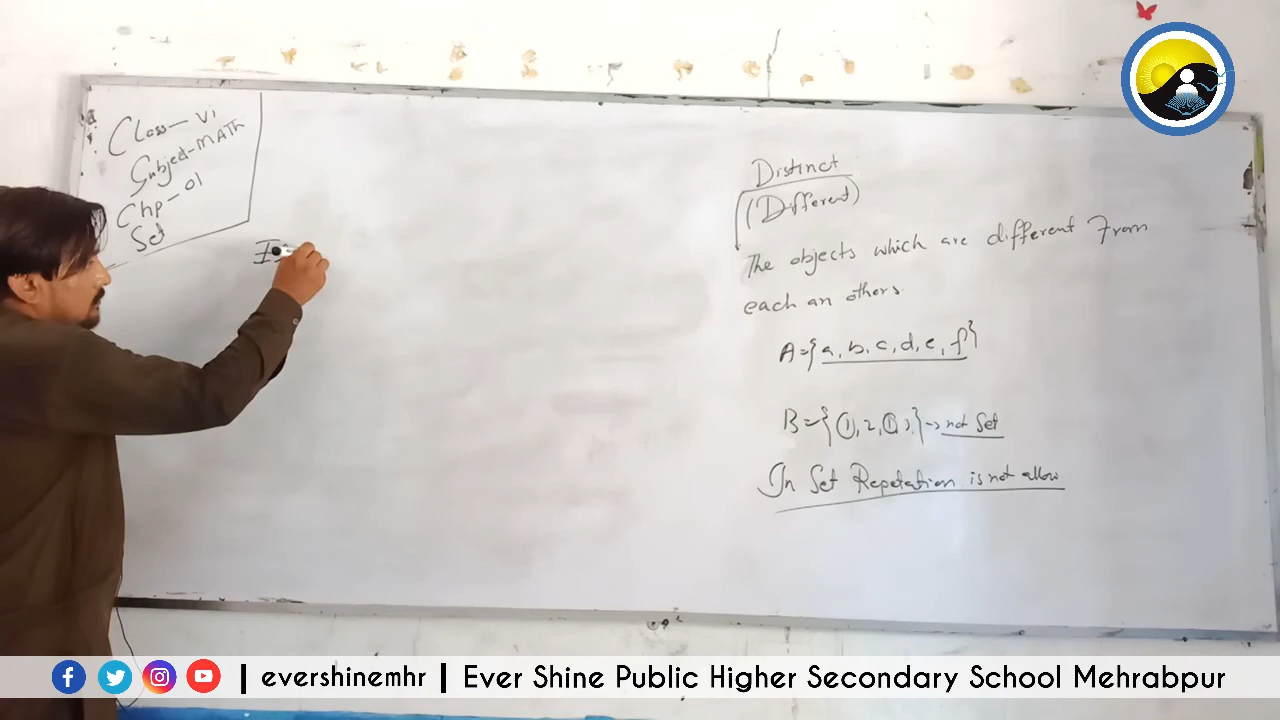 Class - VI
Subject - MATH
Chp - 01
Set
Distinct
(Different)
The objects which are different From
each an others.
A={a, b, c, d, e, f}
B={1, 2, 1, } → not Set
In Set Repetation is not allow
| evershinemhr | Ever Shine Public Higher Secondary School Mehrabpur